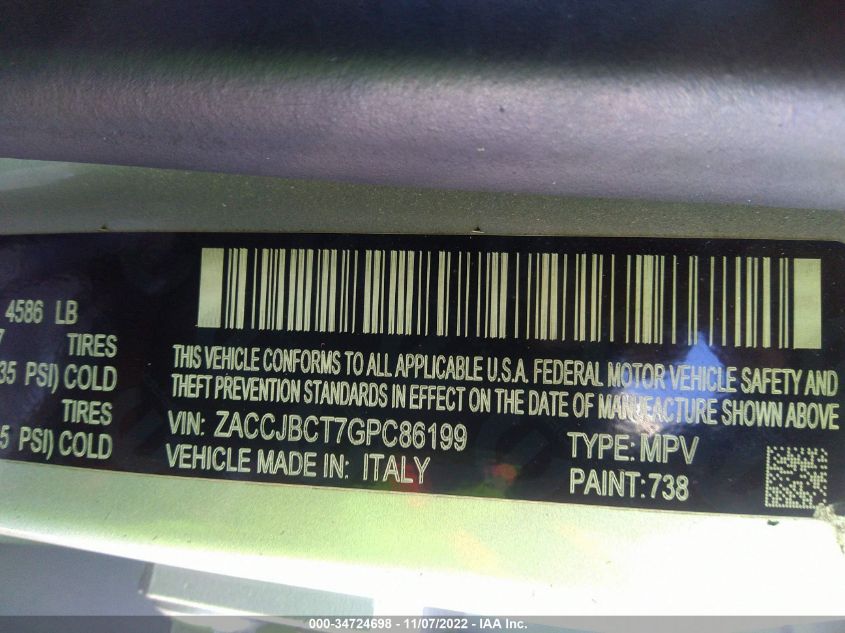 4586 LB
TIRES
35 PSI) COLD
TIRES
5 PSI) COLD
THIS VEHICLE CONFORMS TO ALL APPLICABLE U.S.A. FEDERAL MOTOR VEHICLE SAFETY AND
THEFT PREVENTION STANDARDS IN EFFECT ON THE DATE OF MANUFACTURE SHOWN ABOVE
VIN: ZACCJBCT7GPC86199
TYPE: MPV
VEHICLE MADE IN: ITALY
PAINT: 738
000-34724698 - 11/07/2022 - IAA Inc.